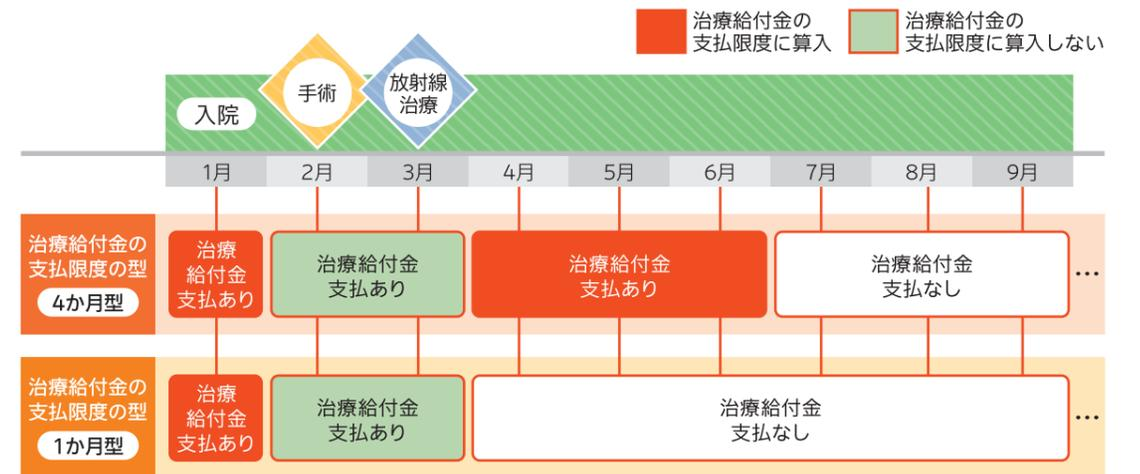 治療給付金の
支払限度に算入
治療給付金の
支払限度に算入しない
入院
手術
放射線
治療
1月
2月
3月
4月
5月
6月
7月
8月
9月
治療給付金の
支払限度の型
4か月型
治療
給付金
支払あり
治療給付金
支払あり
治療給付金
支払あり
治療給付金
支払なし
…
治療給付金の
支払限度の型
1か月型
治療
給付金
支払あり
治療給付金
支払あり
治療給付金
支払なし
…